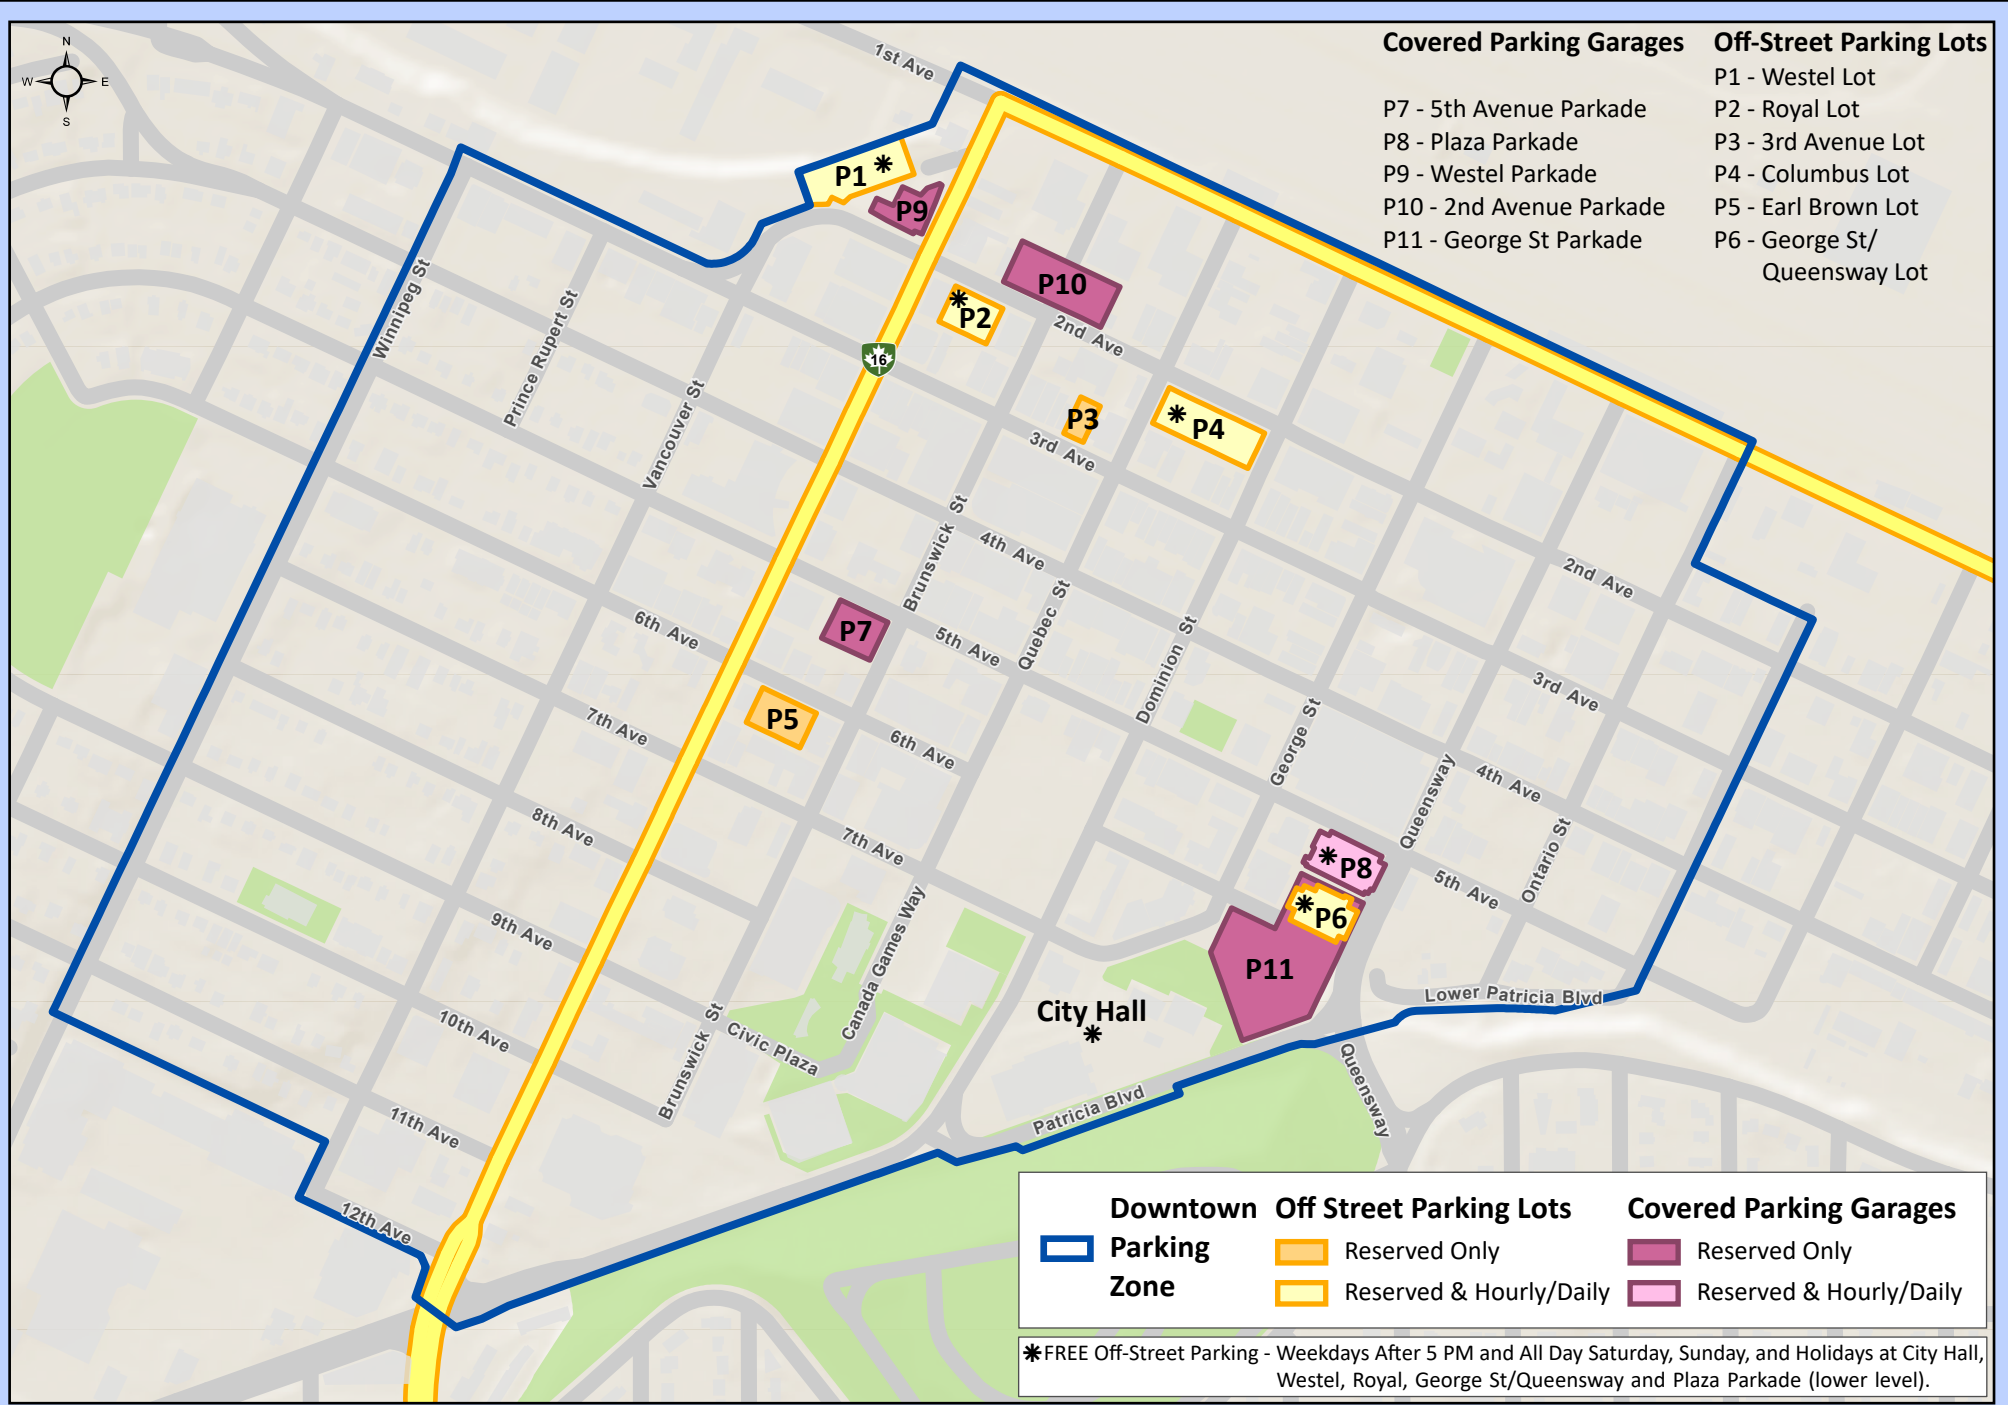 N
W
E
S
1st Ave
Covered Parking Garages
P7 - 5th Avenue Parkade
P8 - Plaza Parkade
P9 - Westel Parkade
P10 - 2nd Avenue Parkade
P11 - George St Parkade
Off-Street Parking Lots
P1 - Westel Lot
P2 - Royal Lot
P3 - 3rd Avenue Lot
P4 - Columbus Lot
P5 - Earl Brown Lot
P6 - George St/
Queensway Lot
P1 ✱
P9
P10
✱ P2
2nd Ave
Winnipeg St
Prince Rupert St
Vancouver St
16
P3
✱ P4
3rd Ave
Brunswick St
4th Ave
2nd Ave
Quebec St
Dominion St
6th Ave
P7
5th Ave
3rd Ave
P5
7th Ave
6th Ave
George St
4th Ave
Queensway
8th Ave
7th Ave
Ontario St
✱ P8
5th Ave
✱ P6
9th Ave
Canada Games Way
P11
Lower Patricia Blvd
City Hall
✱
10th Ave
Civic Plaza
Brunswick St
Queensway
11th Ave
Patricia Blvd
12th Ave
Downtown
Parking
Zone
Off Street Parking Lots
Reserved Only
Reserved & Hourly/Daily
Covered Parking Garages
Reserved Only
Reserved & Hourly/Daily
✱FREE Off-Street Parking - Weekdays After 5 PM and All Day Saturday, Sunday, and Holidays at City Hall,
Westel, Royal, George St/Queensway and Plaza Parkade (lower level).